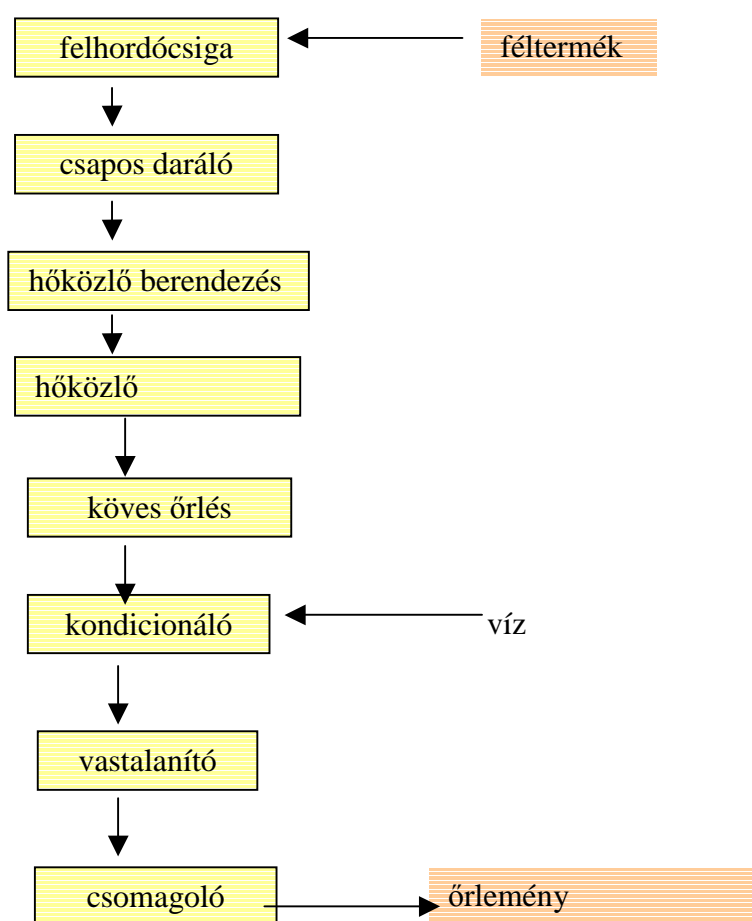 felhordócsiga
féltermék
csapos daráló
hőközlő berendezés
hőközlő
köves őrlés
kondicionáló
víz
vastalanító
csomagoló
őrlemény